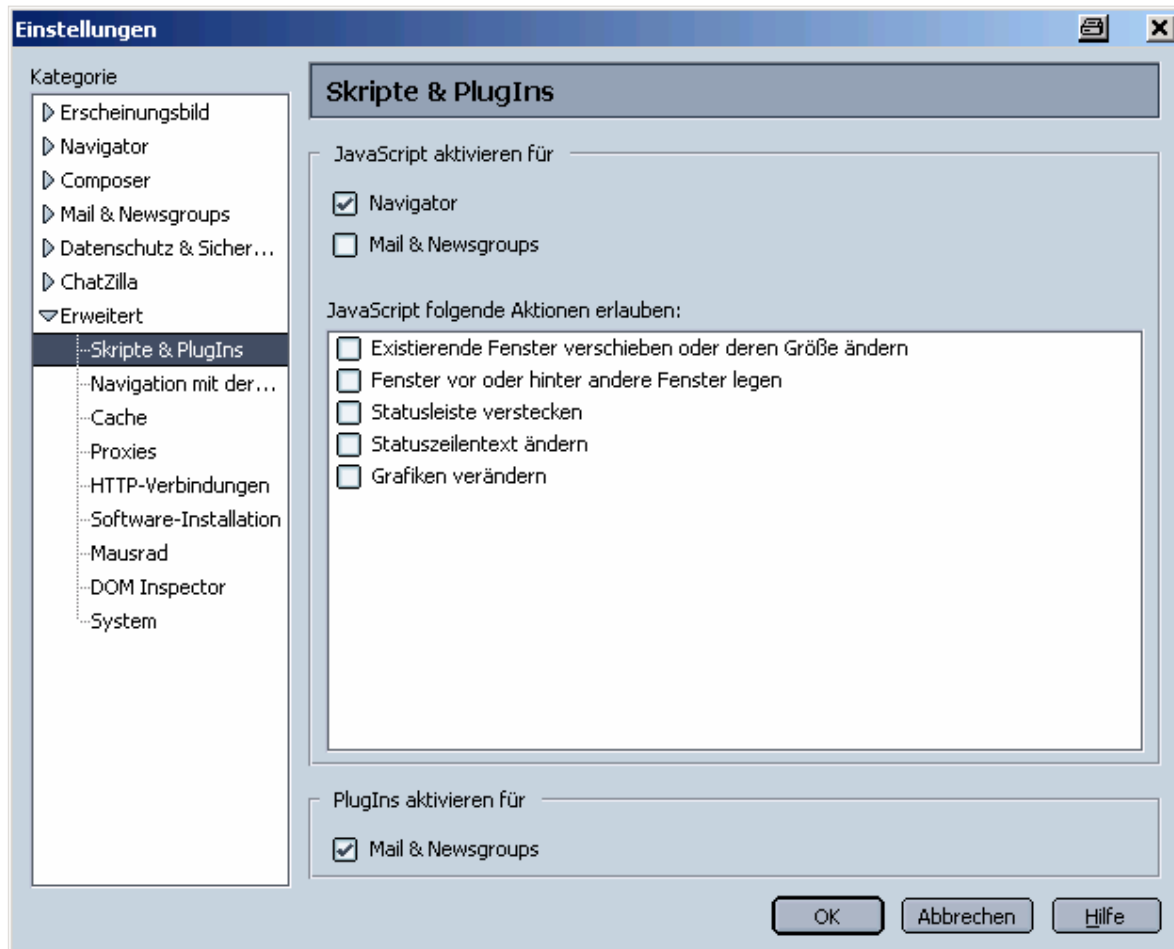 Einstellungen
Kategorie
Erscheinungsbild
Navigator
Composer
Mail & Newsgroups
Datenschutz & Sicher...
ChatZilla
Erweitert
Skripte & PlugIns
Navigation mit der...
Cache
Proxies
HTTP-Verbindungen
Software-Installation
Mausrad
DOM Inspector
System
Skripte & PlugIns
JavaScript aktivieren für
Navigator
Mail & Newsgroups
JavaScript folgende Aktionen erlauben:
Existierende Fenster verschieben oder deren Größe ändern
Fenster vor oder hinter andere Fenster legen
Statusleiste verstecken
Statuszeilentext ändern
Grafiken verändern
PlugIns aktivieren für
Mail & Newsgroups
OK
Abbrechen
Hilfe